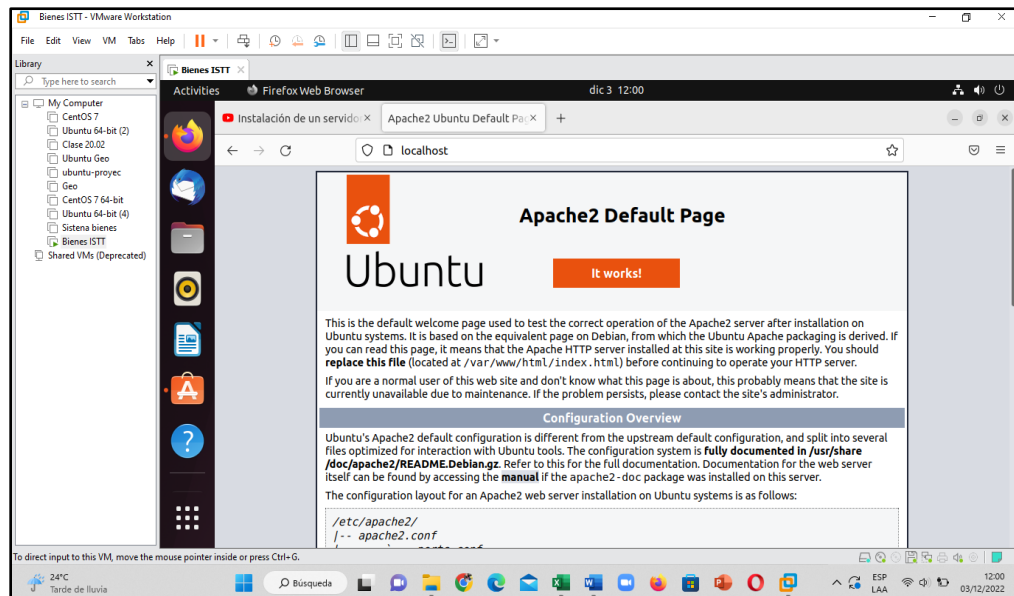 Bienes ISTT - VMware Workstation
File Edit View VM Tabs Help
Library
Type here to search
My Computer
CentOS 7
Ubuntu 64-bit (2)
Clase 20.02
Ubuntu Geo
ubuntu-proyec
Geo
CentOS 7 64-bit
Ubuntu 64-bit (4)
Sistena bienes
Bienes ISTT
Shared VMs (Deprecated)
Bienes ISTT
Activities Firefox Web Browser dic 3 12:00
Instalación de un servido Apache2 Ubuntu Default Pag
localhost
Ubuntu
Apache2 Default Page
It works!
This is the default welcome page used to test the correct operation of the Apache2 server after installation on
Ubuntu systems. It is based on the equivalent page on Debian, from which the Ubuntu Apache packaging is derived. If
you can read this page, it means that the Apache HTTP server installed at this site is working properly. You should
replace this file (located at /var/www/html/index.html) before continuing to operate your HTTP server.
If you are a normal user of this web site and don't know what this page is about, this probably means that the site is
currently unavailable due to maintenance. If the problem persists, please contact the site's administrator.
Configuration Overview
Ubuntu's Apache2 default configuration is different from the upstream default configuration, and split into several
files optimized for interaction with Ubuntu tools. The configuration system is fully documented in /usr/share
/doc/apache2/README.Debian.gz. Refer to this for the full documentation. Documentation for the web server
itself can be found by accessing the manual if the apache2-doc package was installed on this server.
The configuration layout for an Apache2 web server installation on Ubuntu systems is as follows:
/etc/apache2/
|-- apache2.conf
To direct input to this VM, move the mouse pointer inside or press Ctrl+G.
24°C
Tarde de lluvia
Búsqueda
ESP
LAA
12:00
03/12/2022